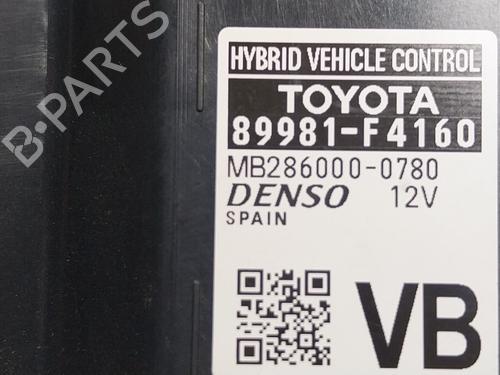 B-PARTS
HYBRID VEHICLE CONTROL
TOYOTA
89981-F4160
MB286000-0780
DENSO 12V
SPAIN
VB